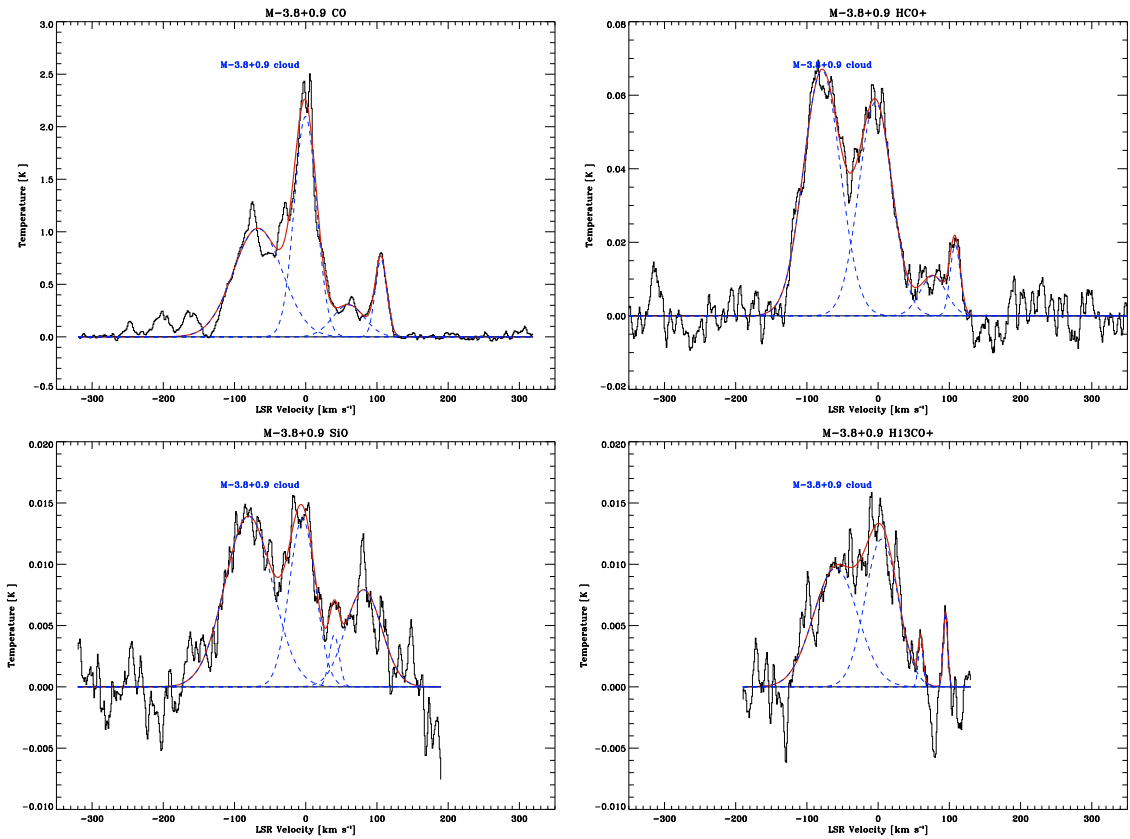 M-3.8+0.9 CO
M-3.8+0.9 cloud
3.0
2.5
2.0
1.5
1.0
0.5
0.0
-0.5
Temperature [K ]
-300 -200 -100 0 100 200 300
LSR Velocity [km s⁻¹]
M-3.8+0.9 HCO+
M-3.8+0.9 cloud
0.08
0.06
0.04
0.02
0.00
-0.02
Temperature [K ]
-300 -200 -100 0 100 200 300
LSR Velocity [km s⁻¹]
M-3.8+0.9 SiO
M-3.8+0.9 cloud
0.020
0.015
0.010
0.005
0.000
-0.005
-0.010
Temperature [K ]
-300 -200 -100 0 100 200 300
LSR Velocity [km s⁻¹]
M-3.8+0.9 H13CO+
M-3.8+0.9 cloud
0.020
0.015
0.010
0.005
0.000
-0.005
-0.010
Temperature [K ]
-300 -200 -100 0 100 200 300
LSR Velocity [km s⁻¹]